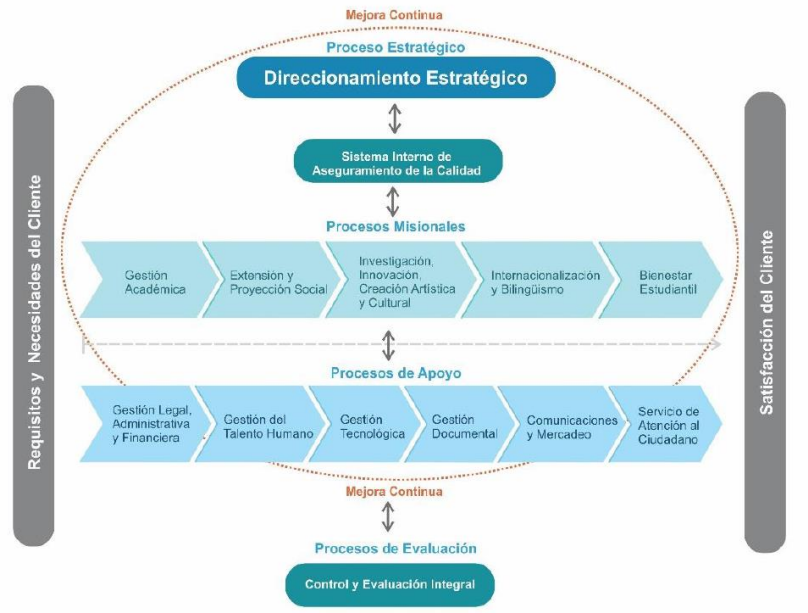 Mejora Continua
Proceso Estratégico
Direccionamiento Estratégico
Sistema Interno de
Aseguramiento de la Calidad
Procesos Misionales
Requisitos y Necesidades del Cliente
Gestión
Académica
Extensión y
Proyección Social
Investigación,
Innovación,
Creación Artística
y Cultural
Internacionalización
y Bilingüismo
Bienestar
Estudiantil
Satisfacción del Cliente
Procesos de Apoyo
Gestión Legal,
Administrativa
y Financiera
Gestión del
Talento Humano
Gestión
Tecnológica
Gestión
Documental
Comunicaciones
y Mercadeo
Servicio de
Atención al
Ciudadano
Mejora Continua
Procesos de Evaluación
Control y Evaluación Integral